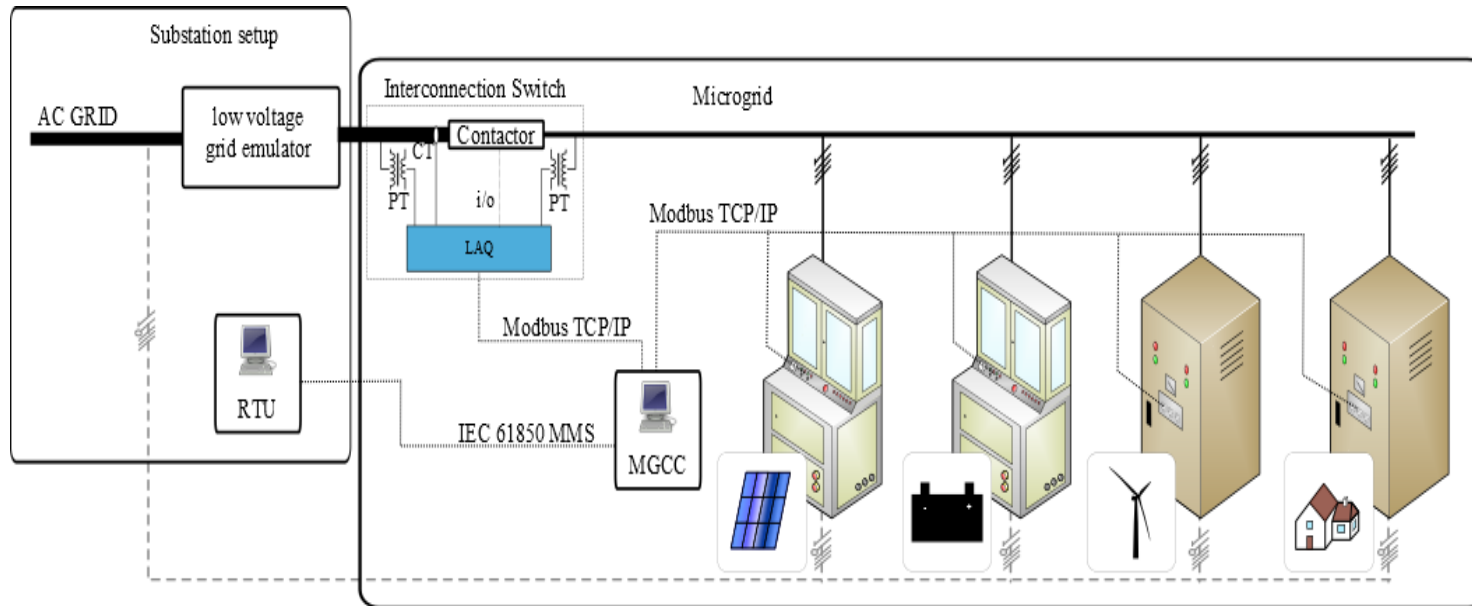 Substation setup
Interconnection Switch
Microgrid
AC GRID
low voltage
grid emulator
Contactor
CT
PT
i/o
PT
Modbus TCP/IP
LAQ
Modbus TCP/IP
RTU
IEC 61850 MMS
MGCC